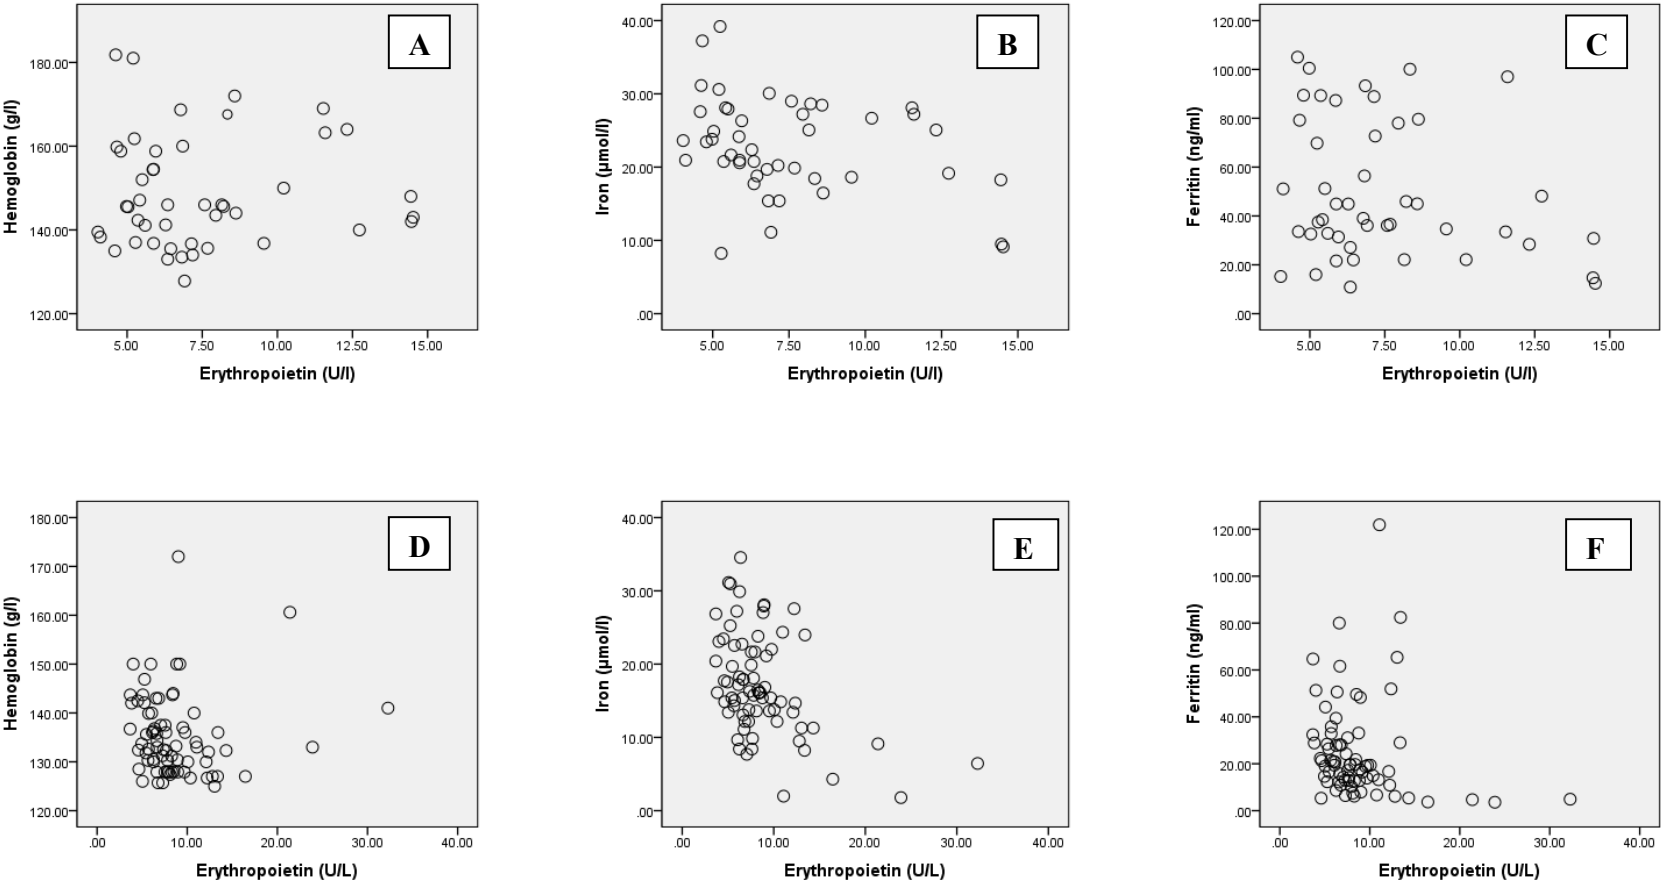 A
180.00
160.00
140.00
120.00
Hemoglobin (g/l)
5.00 7.50 10.00 12.50 15.00
Erythropoietin (U/l)
B
40.00
30.00
20.00
10.00
.00
Iron (µmol/l)
5.00 7.50 10.00 12.50 15.00
Erythropoietin (U/l)
C
120.00
100.00
80.00
60.00
40.00
20.00
.00
Ferritin (ng/ml)
5.00 7.50 10.00 12.50 15.00
Erythropoietin (U/l)
D
180.00
170.00
160.00
150.00
140.00
130.00
120.00
Hemoglobin (g/l)
.00 10.00 20.00 30.00 40.00
Erythropoietin (U/L)
E
40.00
30.00
20.00
10.00
.00
Iron (µmol/l)
.00 10.00 20.00 30.00 40.00
Erythropoietin (U/L)
F
120.00
100.00
80.00
60.00
40.00
20.00
.00
Ferritin (ng/ml)
.00 10.00 20.00 30.00 40.00
Erythropoietin (U/L)